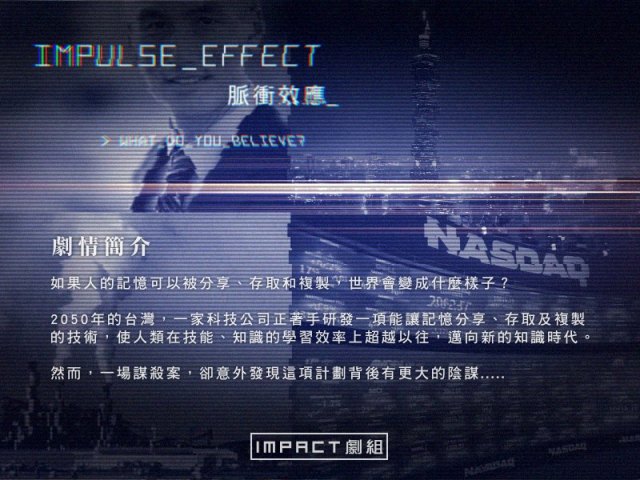 IMPULSE_EFFECT
脈衝效應_
> WHAT_DO_YOU_BELIEVE?
NASDAQ
劇情簡介
如果人的記憶可以被分享、存取和複製，世界會變成什麼樣子？
2050年的台灣，一家科技公司正著手研發一項能讓記憶分享、存取及複製
的技術，使人類在技能、知識的學習效率上超越以往，邁向新的知識時代。
然而，一場謀殺案，卻意外發現這項計劃背後有更大的陰謀.....
NASDAQ
IMPACT劇組